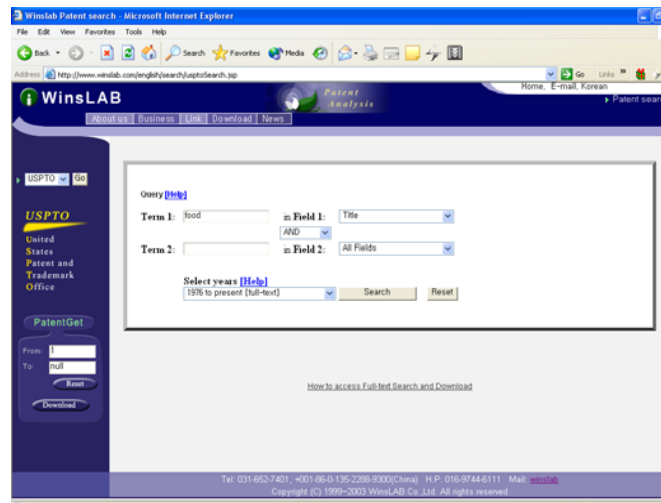 Winslab Patent search - Microsoft Internet Explorer
File Edit View Favorites Tools Help
Back Search Favorites Media
Address http://www.winslab.com/english/search/usptoSearch.jsp Go Links
WinsLAB
Patent
Analysis
Home, E-mail, Korean
Patent sear
About us Business Link Download News
USPTO Go
Query [Help]
Term 1: food in Field 1: Title
AND
Term 2: in Field 2: All Fields
Select years [Help]
1976 to present [full-text] Search Reset
USPTO
United
States
Patent and
Trademark
Office
PatentGet
From: 1
To: null
Reset
Download
How to access Full-text Search and Download
Tel: 031-652-7401, +001-86-0-135-2288-9300(China) H.P: 016-9744-6111 Mail: winslab
Copyright (C) 1999~2003 WinsLAB Co.,Ltd. All rights reserved